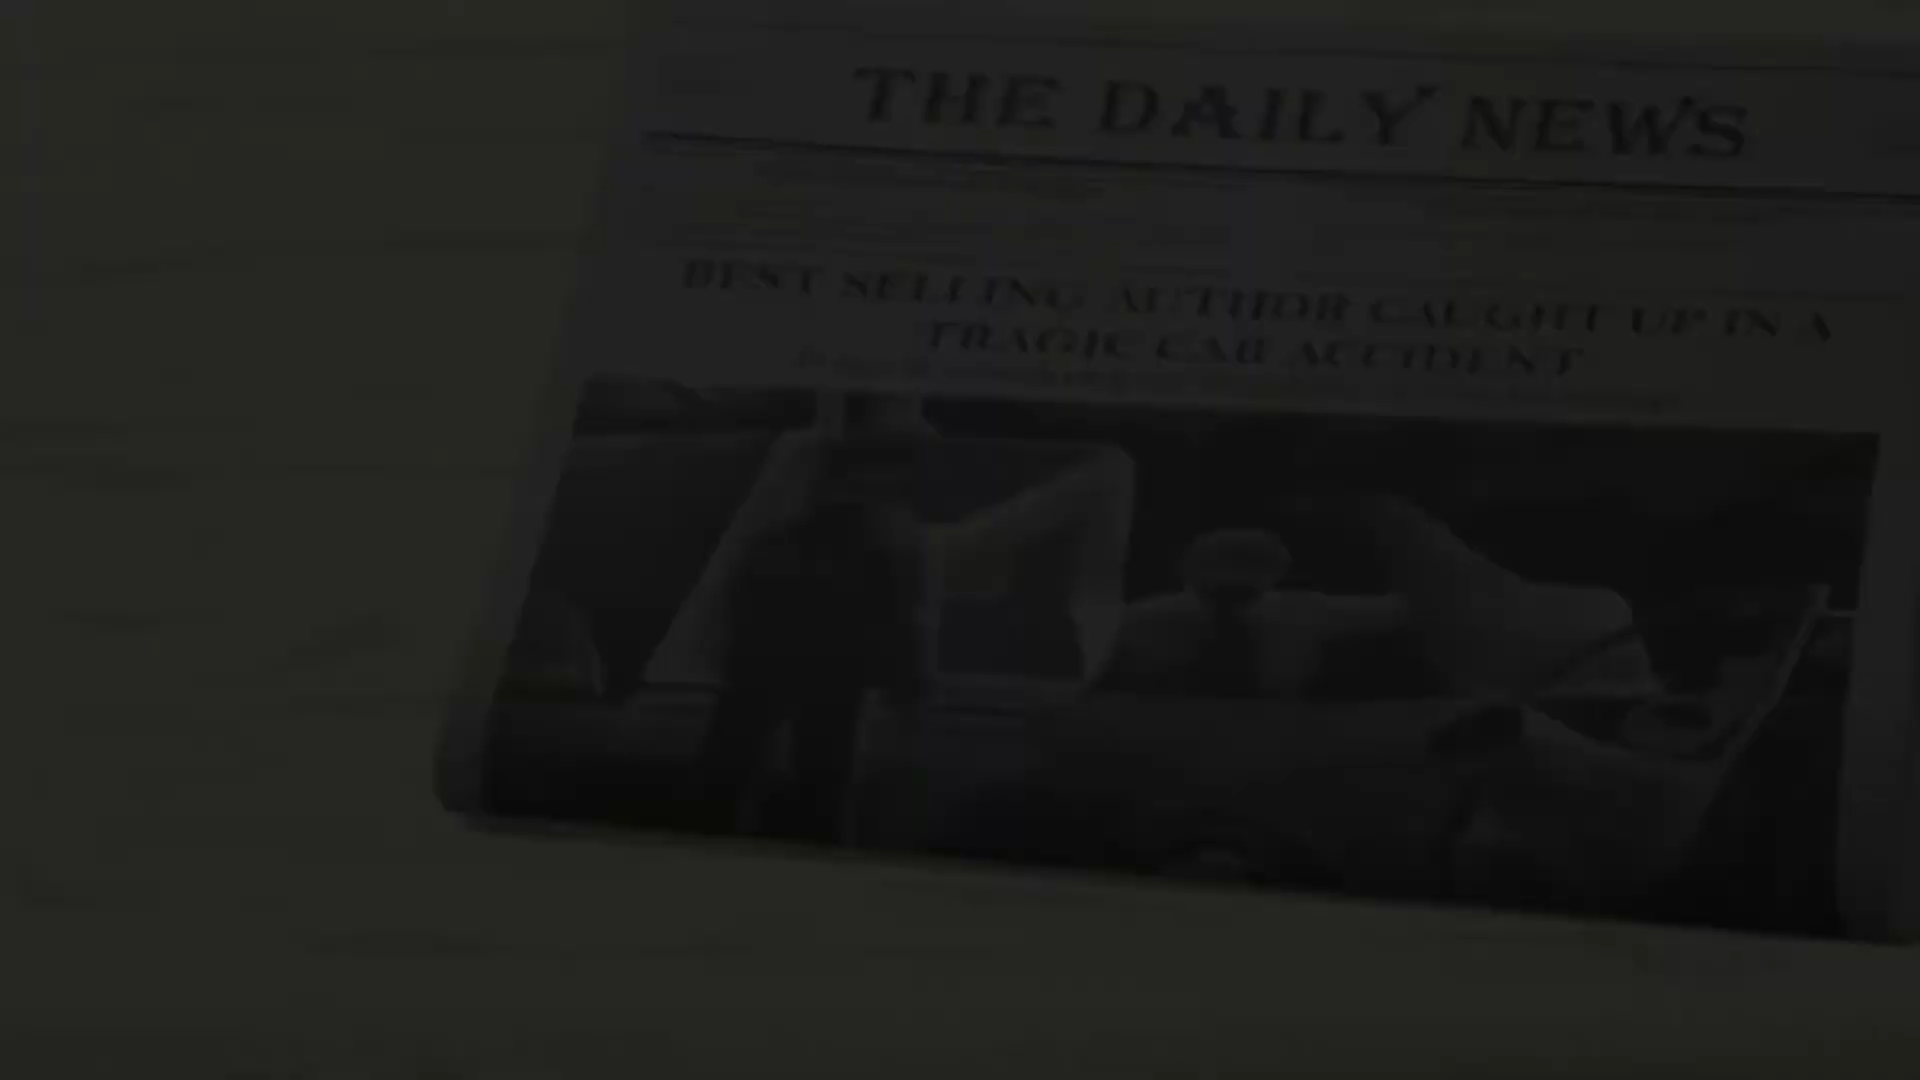 THE DAILY NEWS
BEST SELLING AUTHOR CAUGHT UP IN A
TRAGIC CAR ACCIDENT